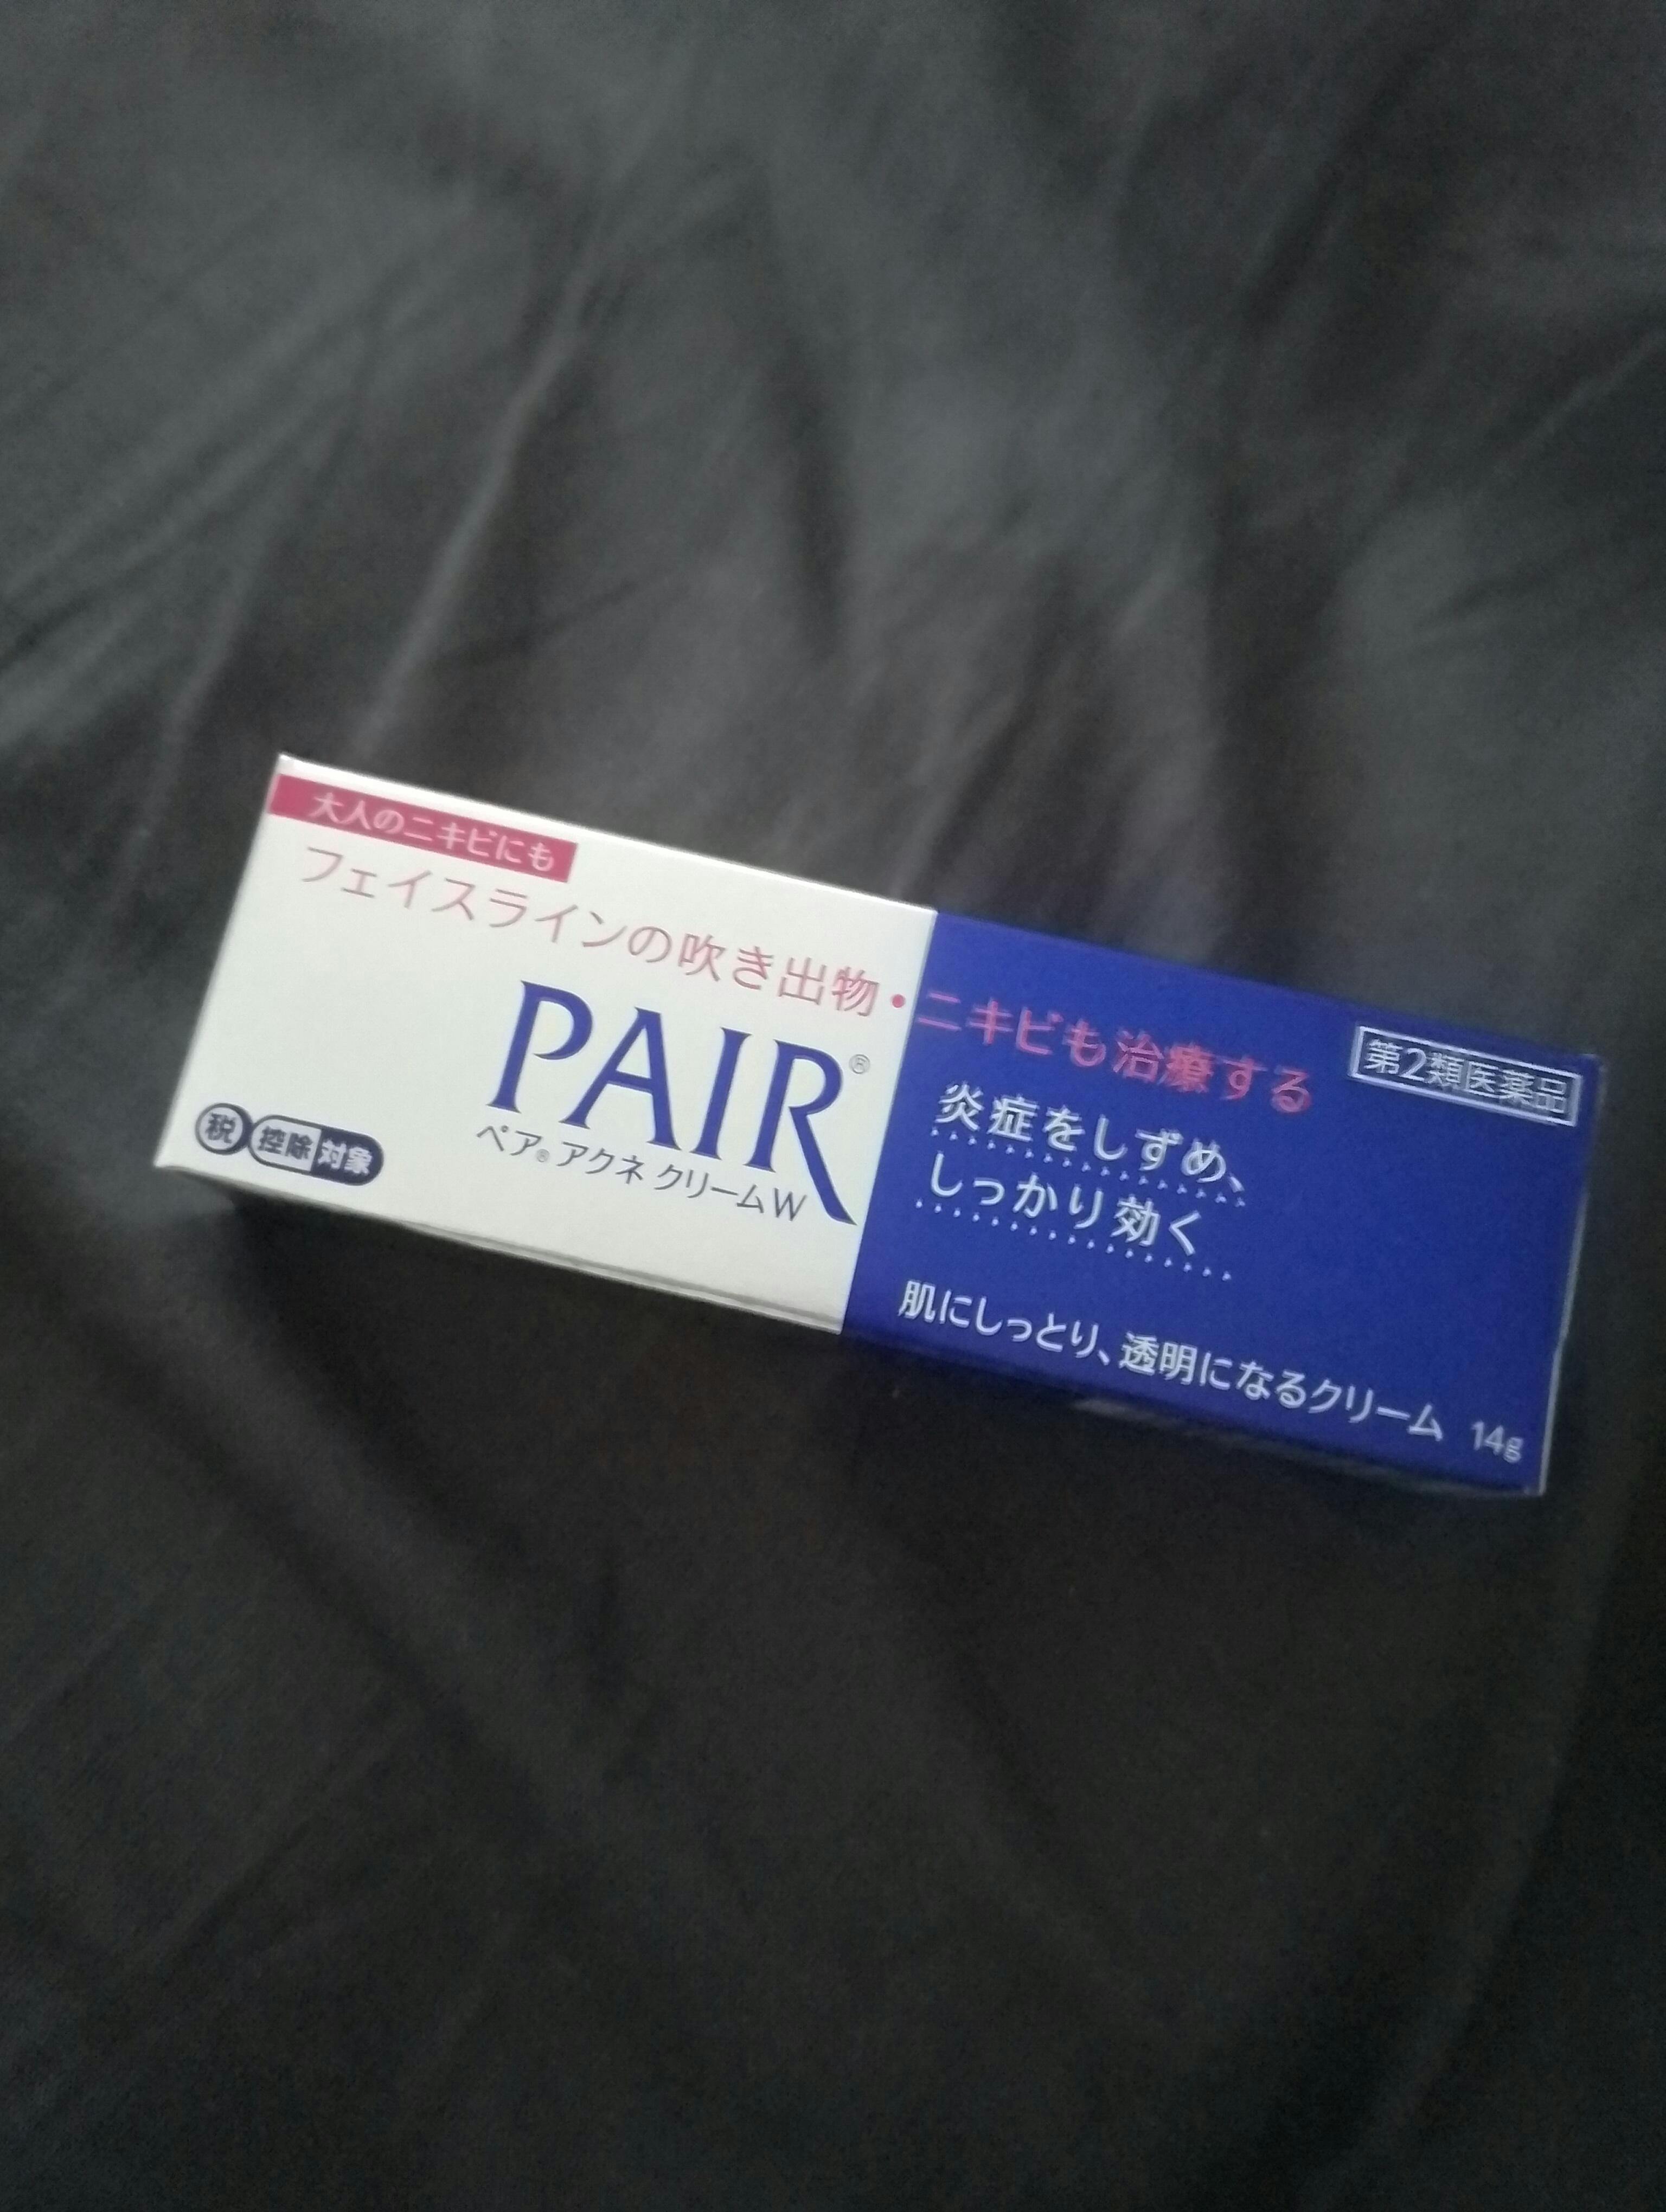 大人のニキビにも
フェイスラインの吹き出物・ニキビも治療する
第2類医薬品
PAIR®
ペア®アクネ クリームW
炎症をしずめ、
しっかり効く
税 控除対象
肌にしっとり、透明になるクリーム 14g